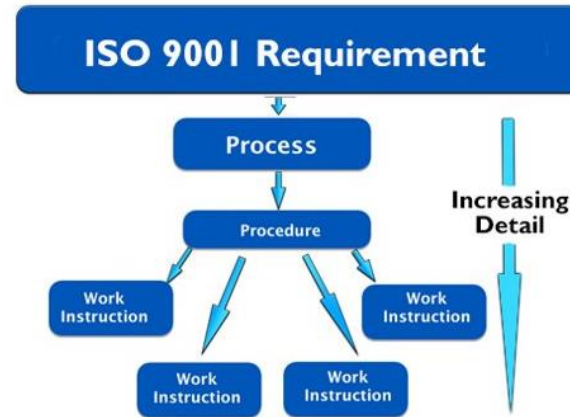 ISO 9001 Requirement
Process
Increasing
Detail
Procedure
Work
Instruction
Work
Instruction
Work
Instruction
Work
Instruction